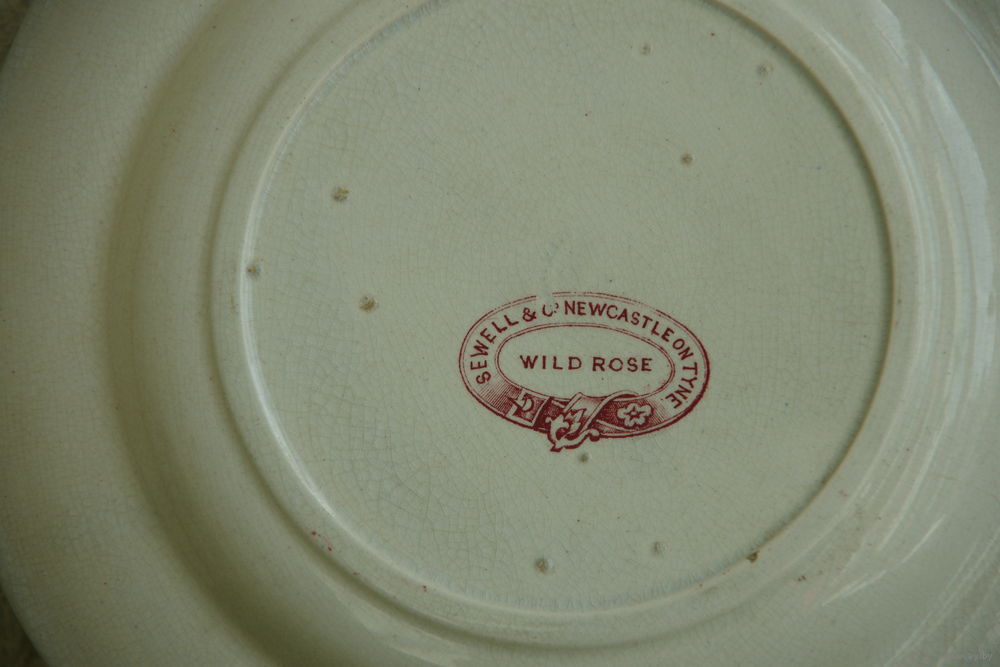 SEWELL & Co NEWCASTLE ON TYNE
WILD ROSE